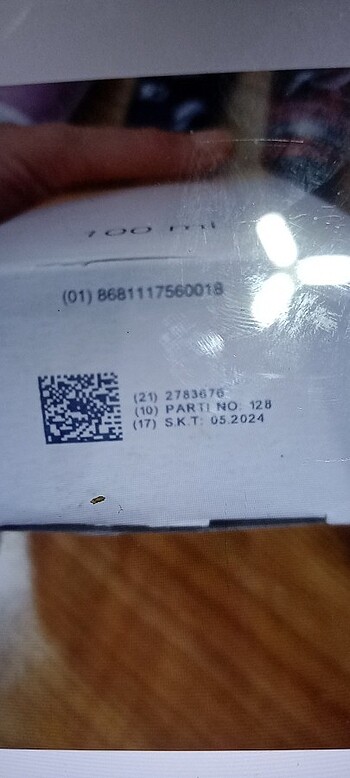 100 ml
(01) 8681117560018
(21) 2783676
(10) PARTI NO: 128
(17) S.K.T: 05.2024